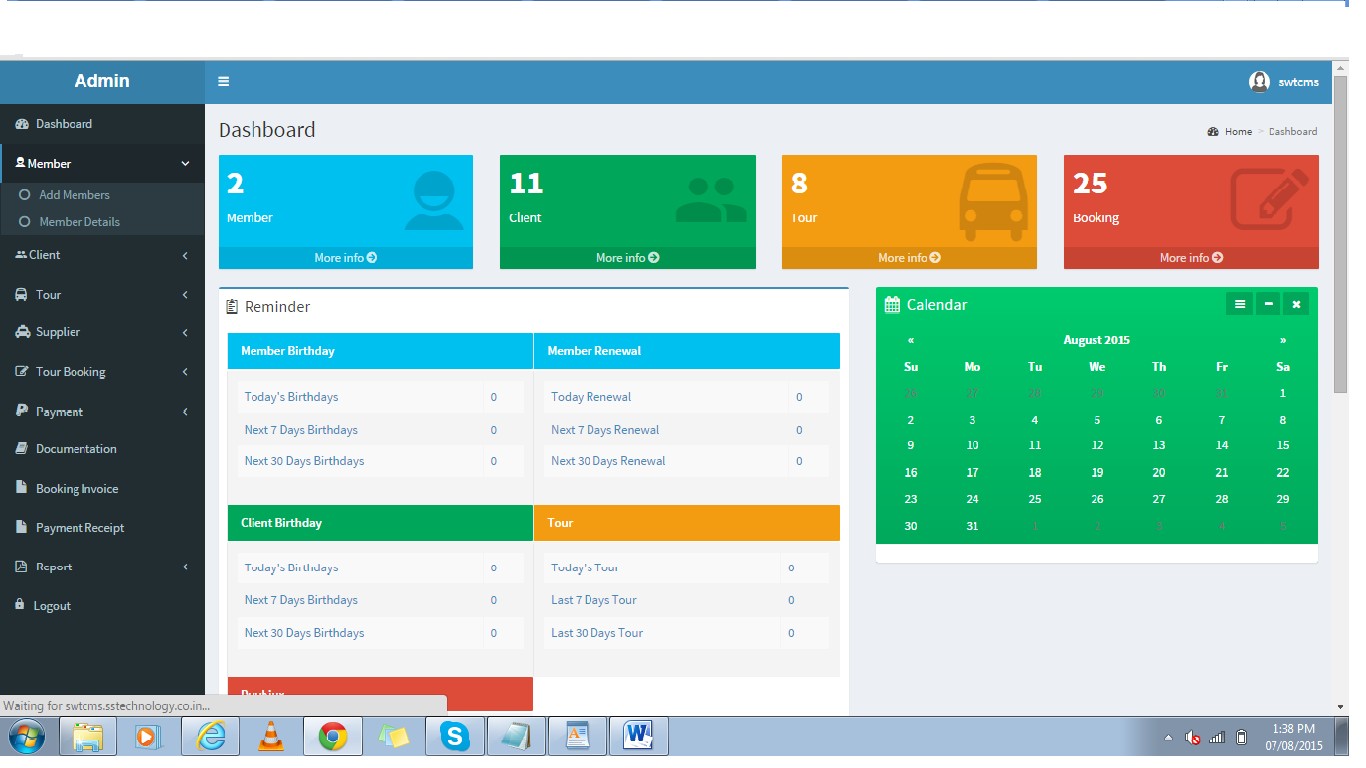 Admin
swtcms
Dashboard
Member
Add Members
Member Details
Client
Tour
Supplier
Tour Booking
Payment
Documentation
Booking Invoice
Payment Receipt
Report
Logout
Dashboard
Home > Dashboard
2
Member
More info
11
Client
More info
8
Tour
More info
25
Booking
More info
Reminder
Member Birthday
Today's Birthdays 0
Next 7 Days Birthdays 0
Next 30 Days Birthdays 0
Member Renewal
Today Renewal 0
Next 7 Days Renewal 0
Next 30 Days Renewal 0
Client Birthday
Today's Birthdays 0
Next 7 Days Birthdays 0
Next 30 Days Birthdays 0
Tour
Today's Tour 0
Last 7 Days Tour 0
Last 30 Days Tour 0
Calendar
« August 2015 »
Su Mo Tu We Th Fr Sa
26 27 28 29 30 31 1
2 3 4 5 6 7 8
9 10 11 12 13 14 15
16 17 18 19 20 21 22
23 24 25 26 27 28 29
30 31 1 2 3 4 5
Waiting for swtcms.sstechnology.co.in...
1:38 PM
07/08/2015